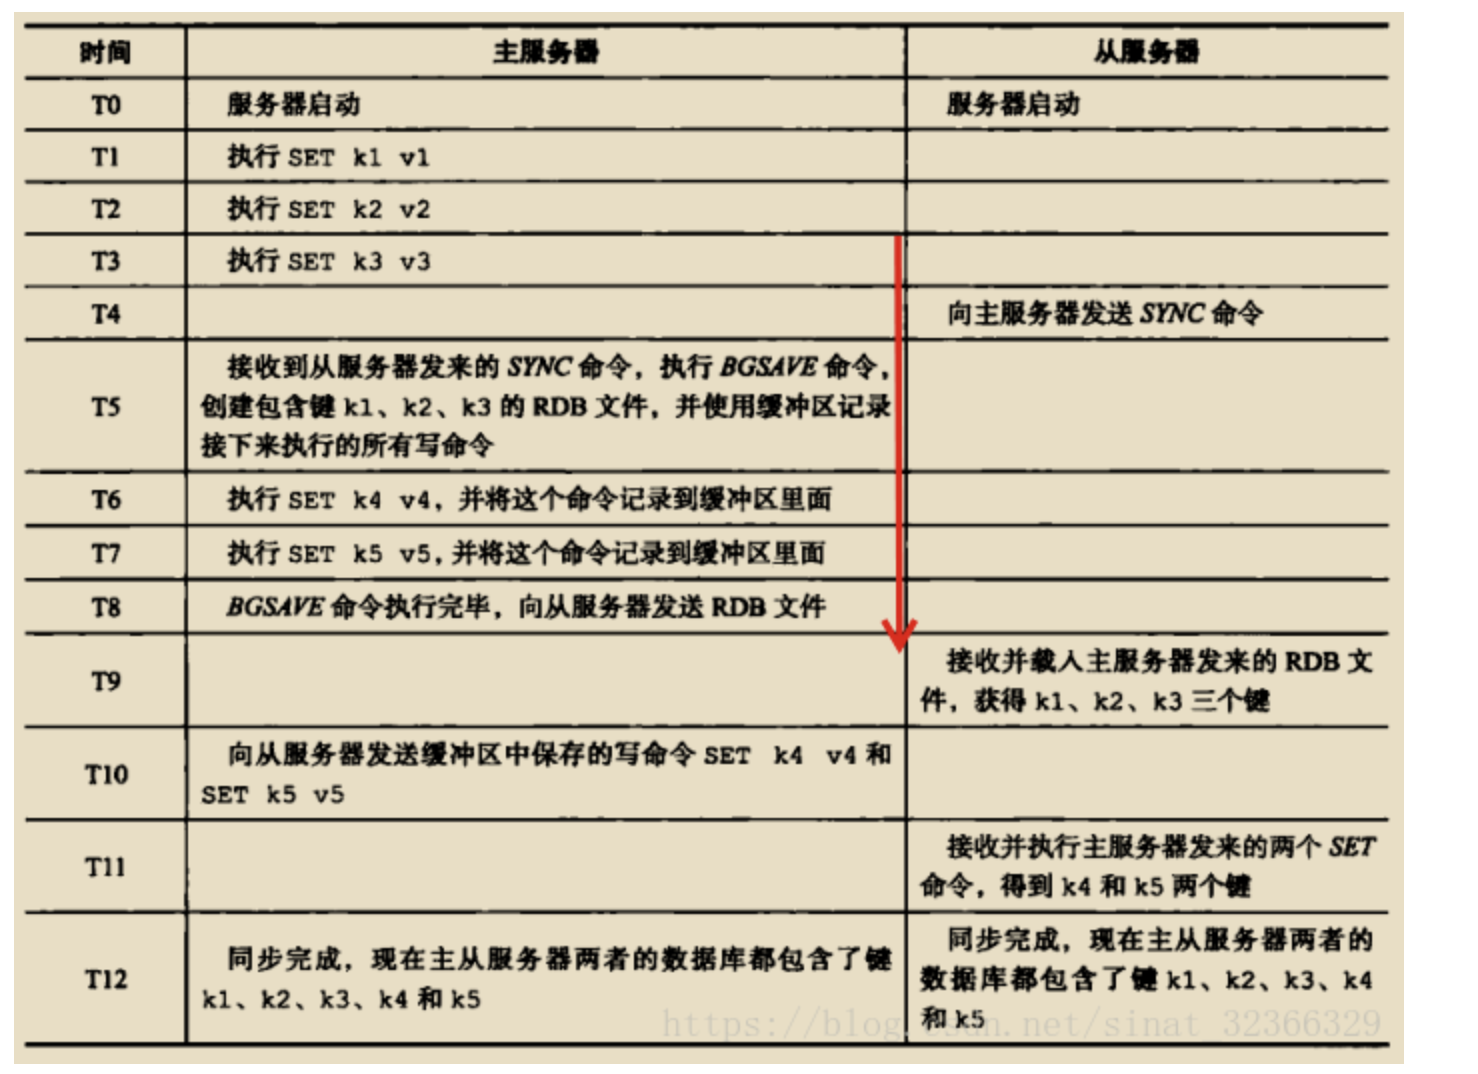 时间 主服务器 从服务器
T0 服务器启动 服务器启动
T1 执行 SET k1 v1
T2 执行 SET k2 v2
T3 执行 SET k3 v3
T4 向主服务器发送 SYNC 命令
T5 接收到从服务器发来的 SYNC 命令，执行 BGSAVE 命令，
创建包含键 k1、k2、k3 的 RDB 文件，并使用缓冲区记录
接下来执行的所有写命令
T6 执行 SET k4 v4，并将这个命令记录到缓冲区里面
T7 执行 SET k5 v5，并将这个命令记录到缓冲区里面
T8 BGSAVE 命令执行完毕，向从服务器发送 RDB 文件
T9 接收并载入主服务器发来的 RDB 文
件，获得 k1、k2、k3 三个键
T10 向从服务器发送缓冲区中保存的写命令 SET k4 v4 和
SET k5 v5
T11 接收并执行主服务器发来的两个 SET
命令，得到 k4 和 k5 两个键
T12 同步完成，现在主从服务器两者的数据库都包含了键
k1、k2、k3、k4 和 k5
同步完成，现在主从服务器两者的
数据库都包含了键 k1、k2、k3、k4
和 k5
https://blog.csdn.net/sinat_32366329